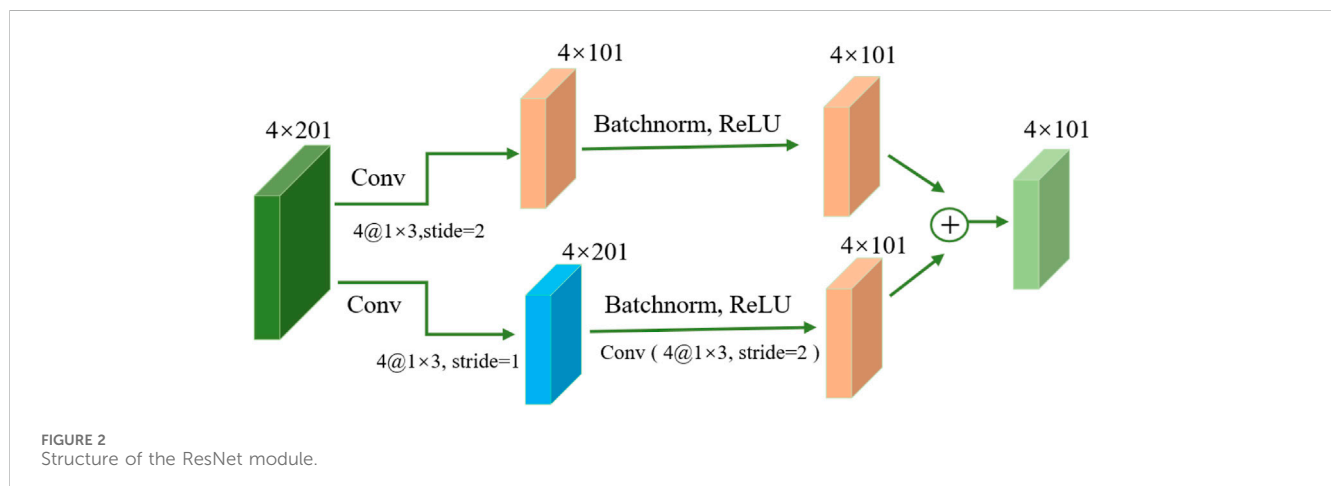 4×101
4×101
4×201
Batchnorm, ReLU
4×101
Conv
4@1×3,stide=2
+
4×201
4×101
Conv
Batchnorm, ReLU
4@1×3, stride=1
Conv ( 4@1×3, stride=2 )
FIGURE 2
Structure of the ResNet module.